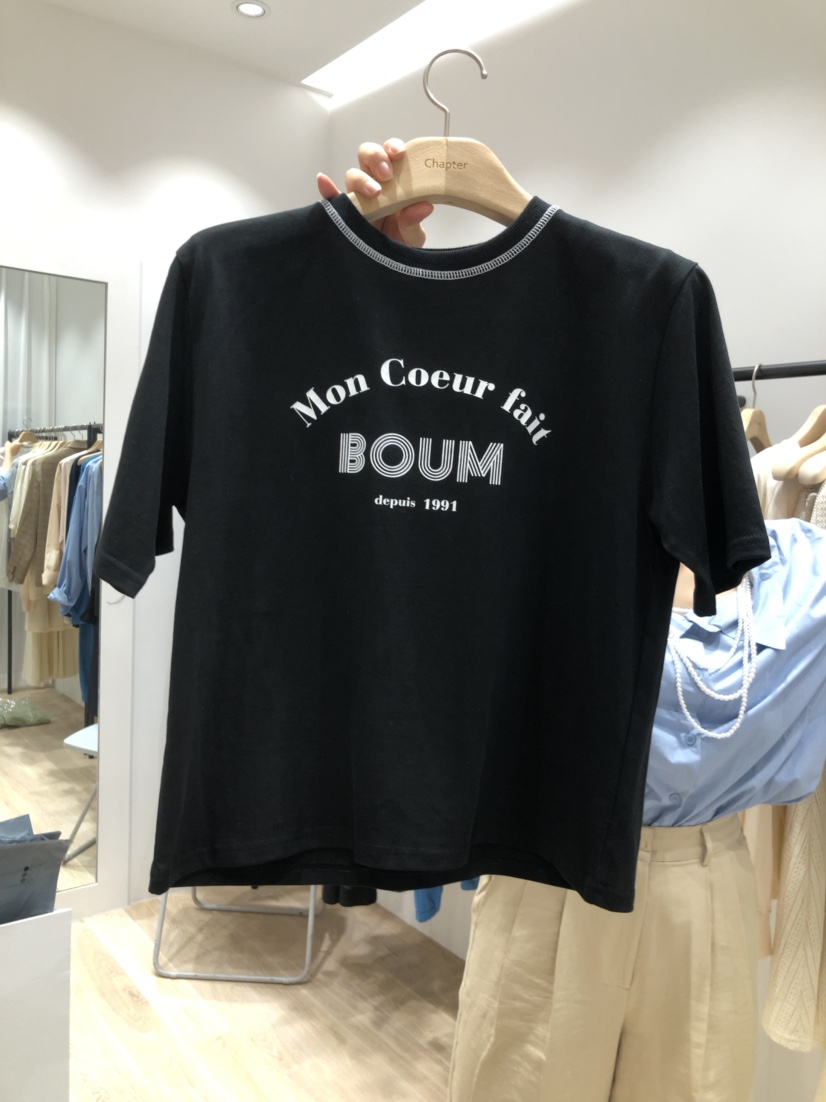 Chapter
Mon Coeur fait
BOUM
depuis 1991